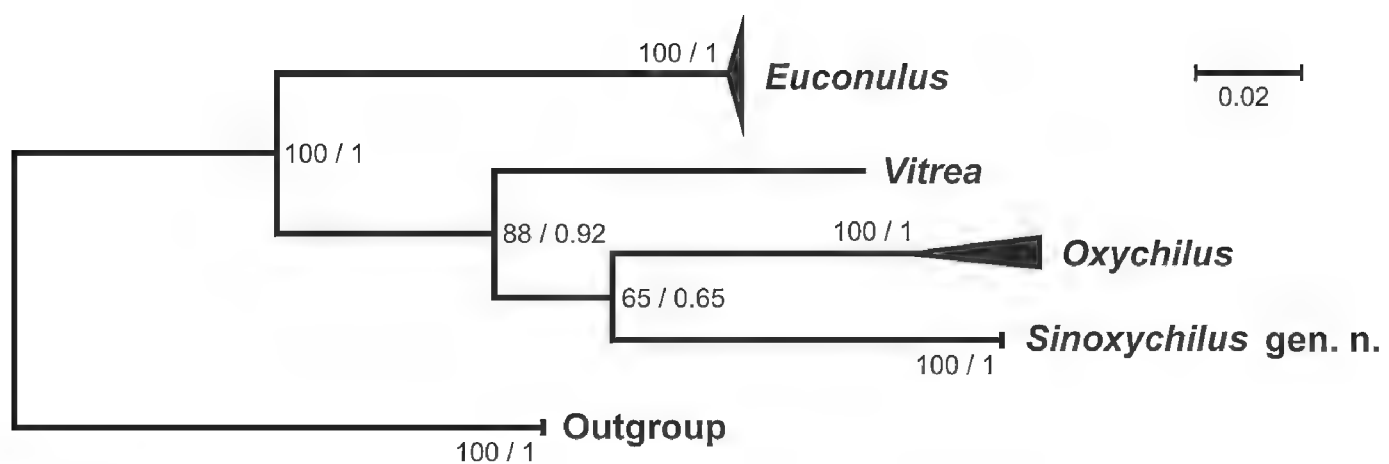 100 / 1
Euconulus
0.02
100 / 1
Vitrea
88 / 0.92
100 / 1
Oxychilus
65 / 0.65
Sinoxychilus gen. n.
100 / 1
Outgroup
100 / 1